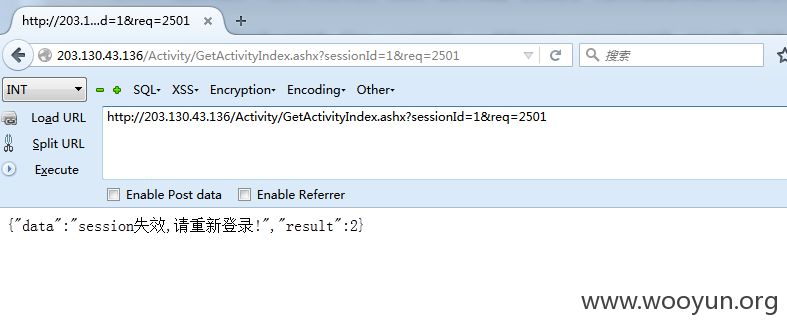 http://203.1...d=1&req=2501
203.130.43.136/Activity/GetActivityIndex.ashx?sessionId=1&req=2501
搜索
INT
SQL
XSS
Encryption
Encoding
Other
Load URL
http://203.130.43.136/Activity/GetActivityIndex.ashx?sessionId=1&req=2501
Split URL
Execute
Enable Post data
Enable Referrer
{"data":"session失效,请重新登录!","result":2}
www.wooyun.org